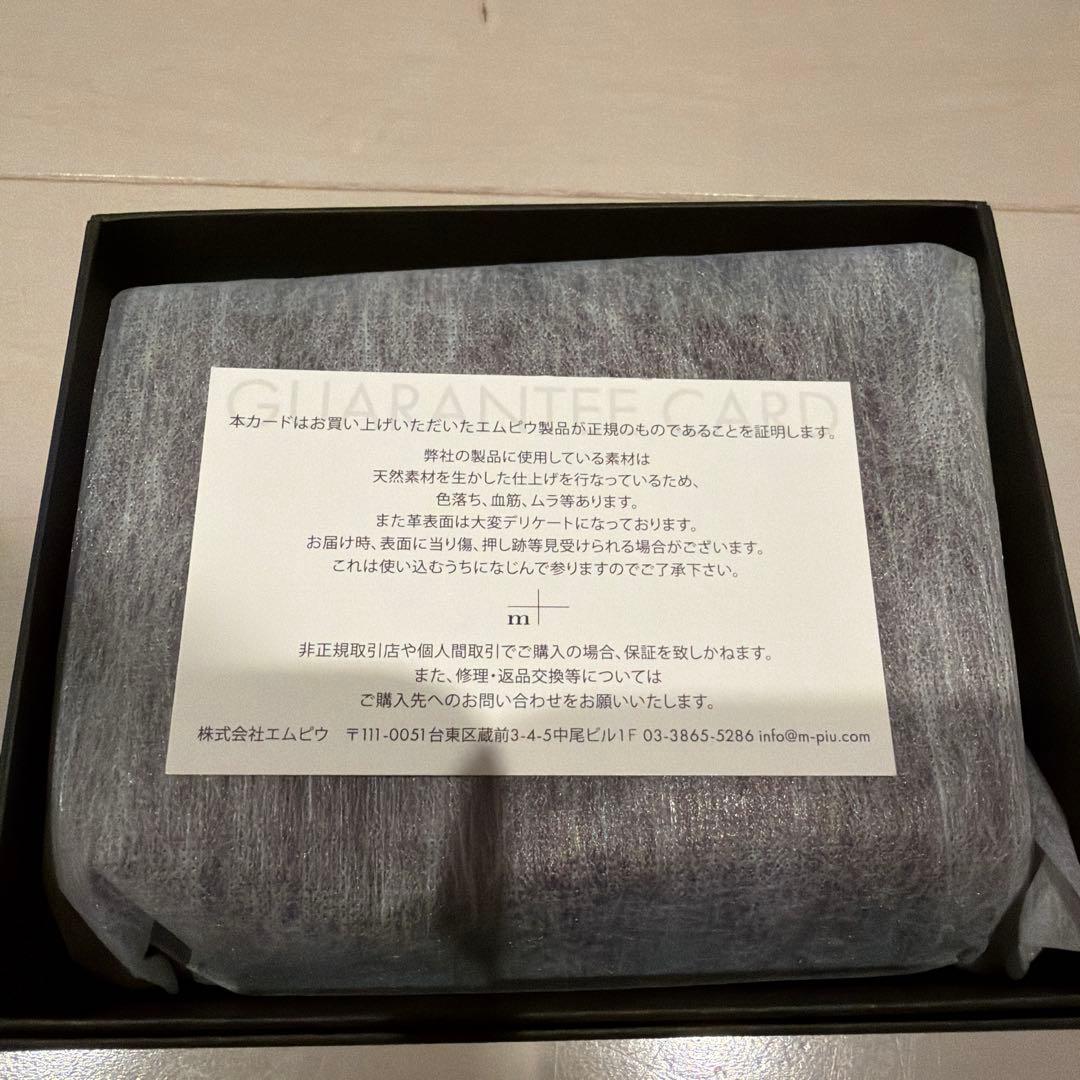 GUARANTEE CARD
本カードはお買い上げいただいたエムピウ製品が正規のものであることを証明します。
弊社の製品に使用している素材は
天然素材を生かした仕上げを行なっているため、
色落ち、血筋、ムラ等あります。
また革表面は大変デリケートになっております。
お届け時、表面に当り傷、押し跡等見受けられる場合がございます。
これは使い込むうちになじんで参りますのでご了承下さい。
m+
非正規取引店や個人間取引でご購入の場合、保証を致しかねます。
また、修理・返品交換等については
ご購入先へのお問い合わせをお願いいたします。
株式会社エムピウ 〒111-0051台東区蔵前3-4-5中尾ビル1F 03-3865-5286 info@m-piu.com